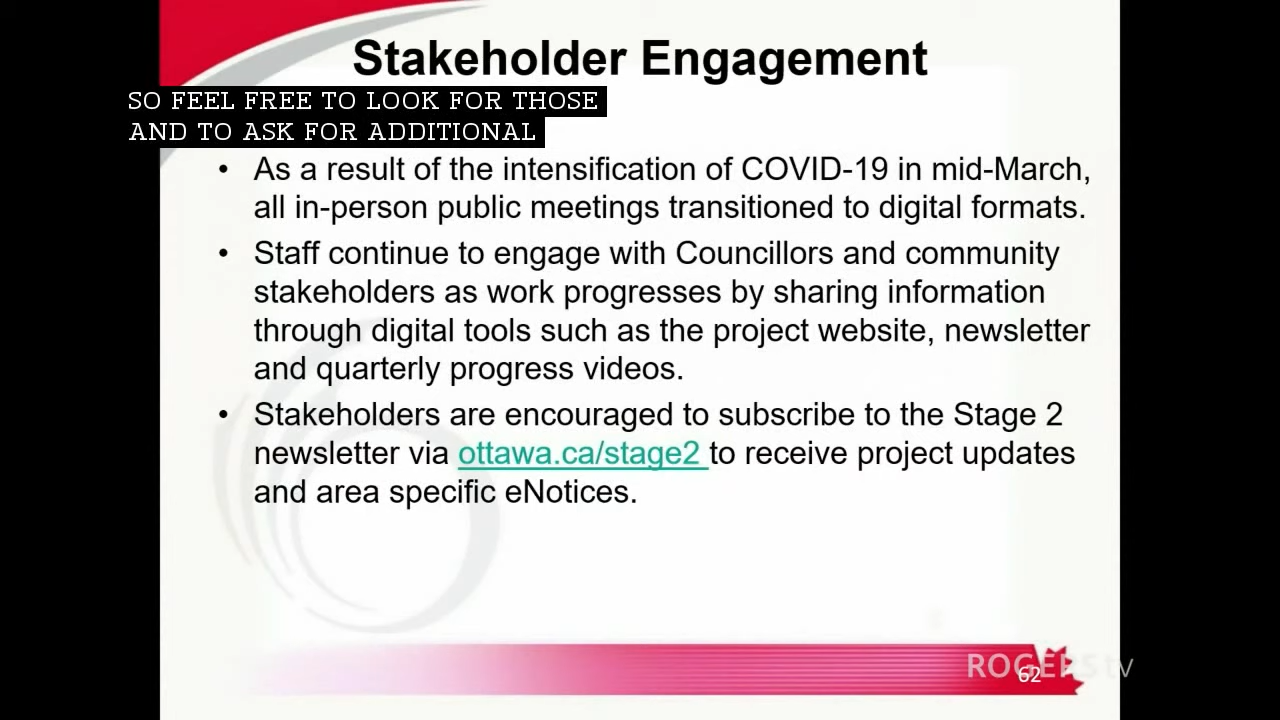 Stakeholder Engagement
SO FEEL FREE TO LOOK FOR THOSE
AND TO ASK FOR ADDITIONAL
• As a result of the intensification of COVID-19 in mid-March,
all in-person public meetings transitioned to digital formats.
• Staff continue to engage with Councillors and community
stakeholders as work progresses by sharing information
through digital tools such as the project website, newsletter
and quarterly progress videos.
• Stakeholders are encouraged to subscribe to the Stage 2
newsletter via ottawa.ca/stage2 to receive project updates
and area specific eNotices.
ROGERS tv
62